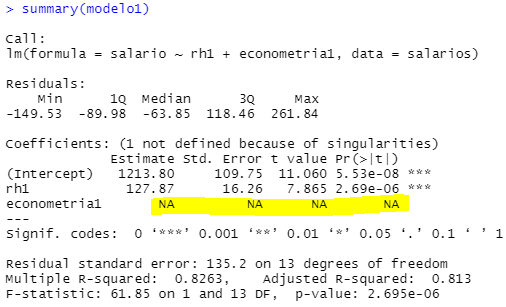 > summary(modelo1)
Call:
lm(formula = salario ~ rh1 + econometria1, data = salarios)
Residuals:
    Min      1Q  Median      3Q     Max
-149.53  -89.98  -63.85  118.46  261.84
Coefficients: (1 not defined because of singularities)
             Estimate Std. Error t value Pr(>|t|)
(Intercept)   1213.80     109.75  11.060 5.53e-08 ***
rh1            127.87      16.26   7.865 2.69e-06 ***
econometria1       NA         NA      NA       NA
---
Signif. codes:  0 ‘***’ 0.001 ‘**’ 0.01 ‘*’ 0.05 ‘.’ 0.1 ‘ ’ 1
Residual standard error: 135.2 on 13 degrees of freedom
Multiple R-squared:  0.8263,    Adjusted R-squared:  0.813
F-statistic: 61.85 on 1 and 13 DF,  p-value: 2.695e-06